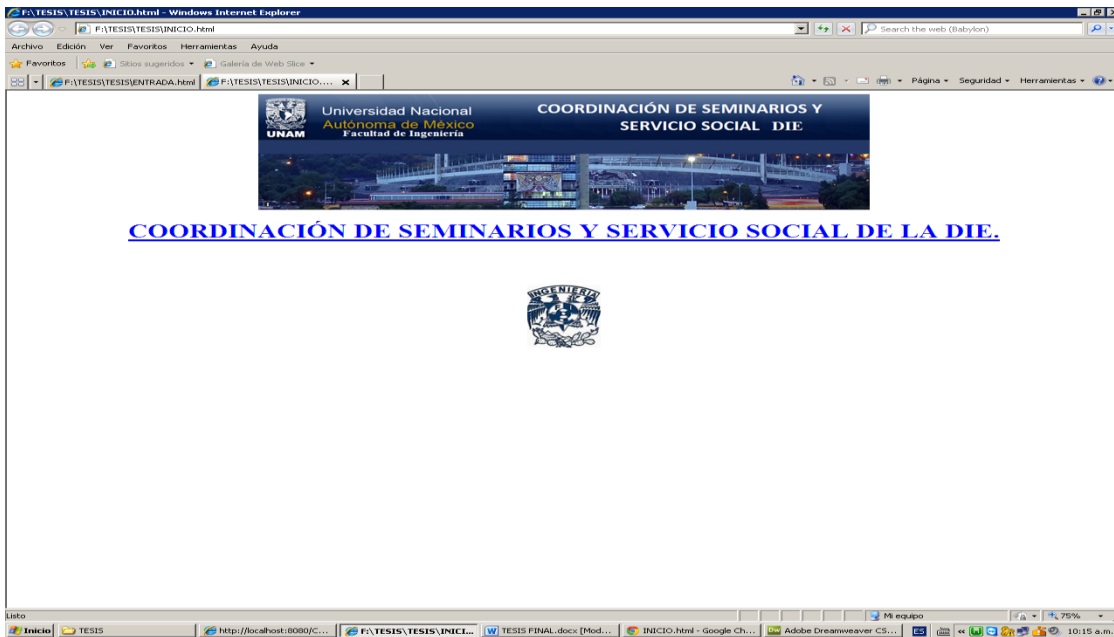 F:\TESIS\TESIS\INICIO.html - Windows Internet Explorer
F:\TESIS\TESIS\INICIO.html
Search the web (Babylon)
Archivo Edición Ver Favoritos Herramientas Ayuda
Favoritos Sitios sugeridos Galería de Web Slice
F:\TESIS\TESIS\ENTRADA.html F:\TESIS\TESIS\INICIO.... Página Seguridad Herramientas
UNAM
Universidad Nacional
Autónoma de México
Facultad de Ingeniería
COORDINACIÓN DE SEMINARIOS Y
SERVICIO SOCIAL DIE
COORDINACIÓN DE SEMINARIOS Y SERVICIO SOCIAL DE LA DIE.
INGENIERIA
Listo Mi equipo 75%
Inicio TESIS http://localhost:8080/C... F:\TESIS\TESIS\INICI... TESIS FINAL.docx [Mod... INICIO.html - Google Ch... Adobe Dreamweaver CS... ES 10:15 a.m.